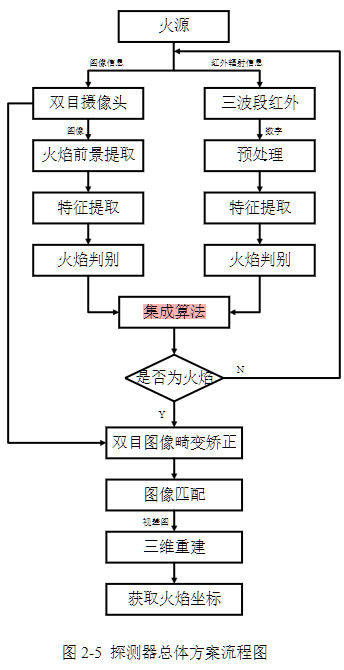 火源
图像信息
红外辐射信息
双目摄像头
三波段红外
图像
数字
火焰前景提取
预处理
特征提取
特征提取
火焰判别
火焰判别
集成算法
是否为火焰
N
Y
双目图像畸变矫正
图像匹配
视差图
三维重建
获取火焰坐标
图 2-5 探测器总体方案流程图